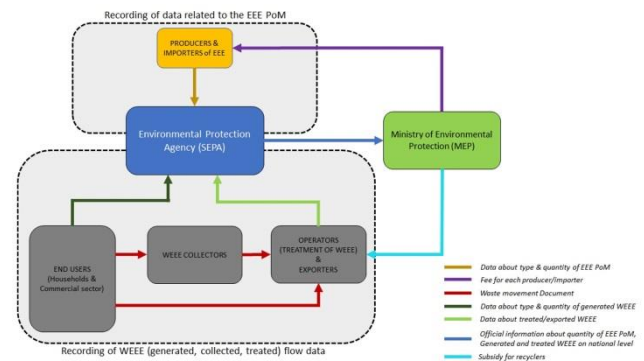 Recording of data related to the EEE PoM
PRODUCERS &
IMPORTERS of EEE
Environmental Protection
Agency (SEPA)
Ministry of Environmental
Protection (MEP)
END USERS
(Households &
Commercial sector)
WEEE COLLECTORS
OPERATORS
(TREATMENT OF WEEE)
&
EXPORTERS
Recording of WEEE (generated, collected, treated) flow data
Data about type & quantity of EEE PoM
Fee for each producer/importer
Waste movement Document
Data about type & quantity of generated WEEE
Data about treated/exported WEEE
Official information about quantity of EEE PoM,
Generated and treated WEEE on national level
Subsidy for recyclers